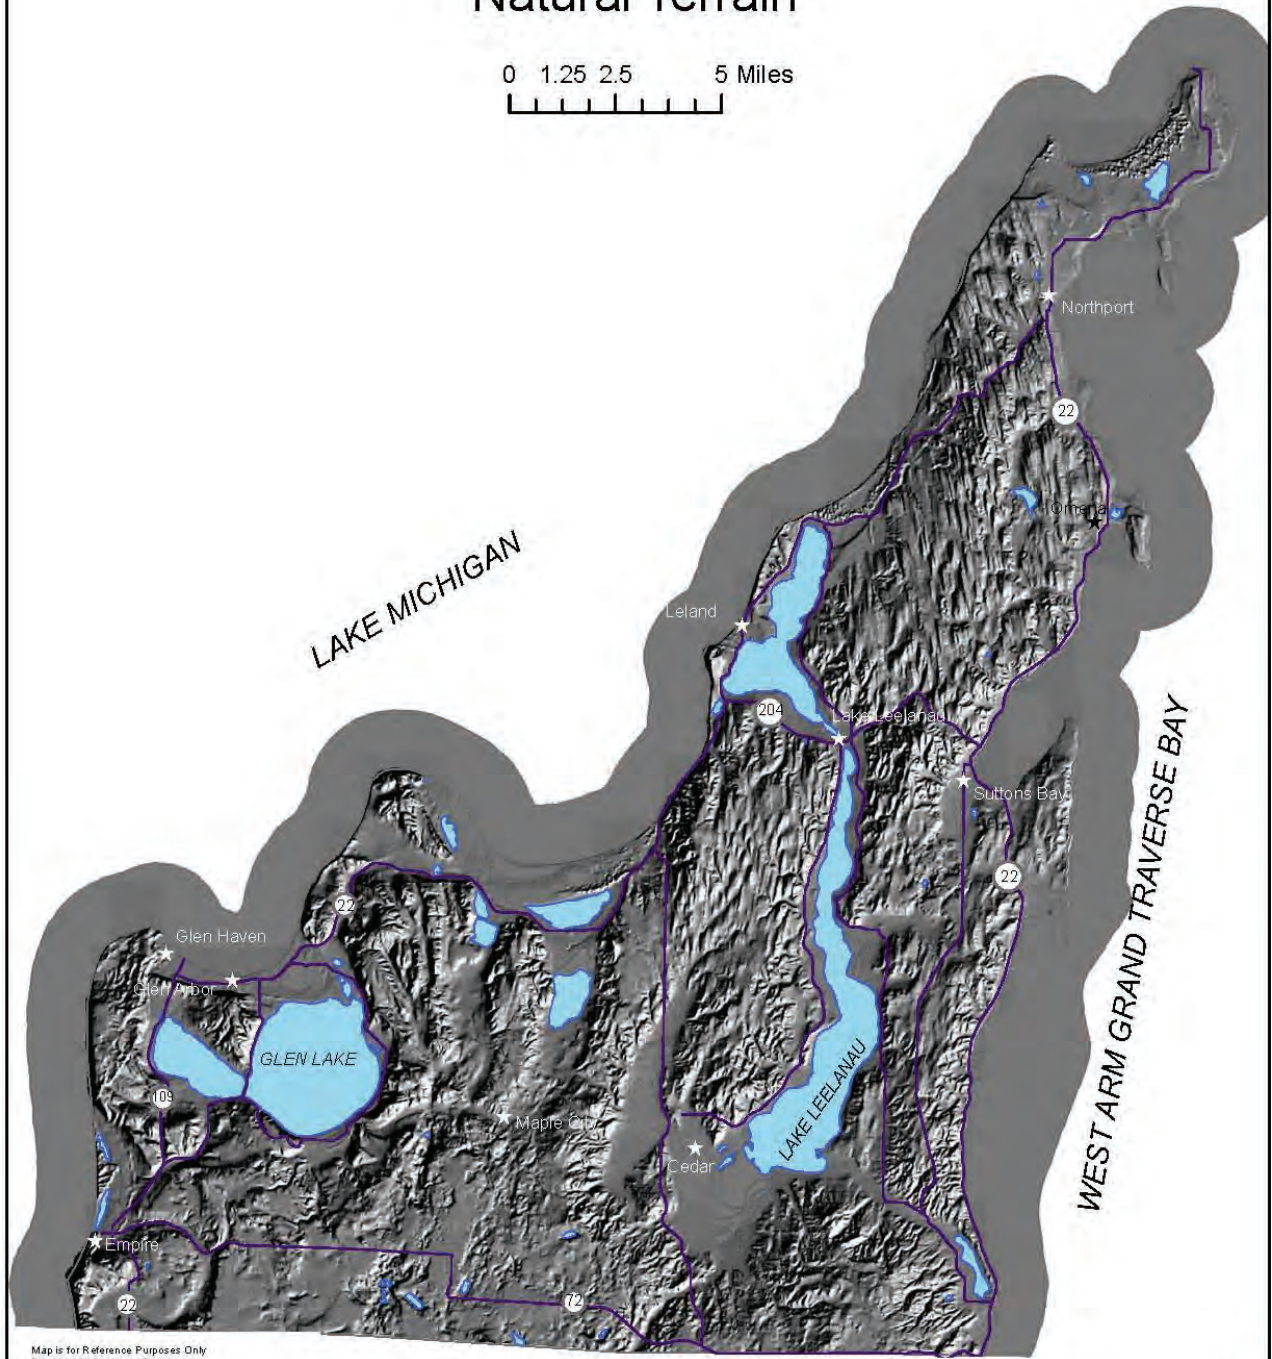 Natural Terrain
0 1.25 2.5 5 Miles
Northport
22
Omena
LAKE MICHIGAN
Leland
204
Lake Leelanau
WEST ARM GRAND TRAVERSE BAY
Suttons Bay
22
22
Glen Haven
Glen Arbor
GLEN LAKE
LAKE LEELANAU
109
Maple City
Cedar
Empire
22
72
Map is for Reference Purposes Only